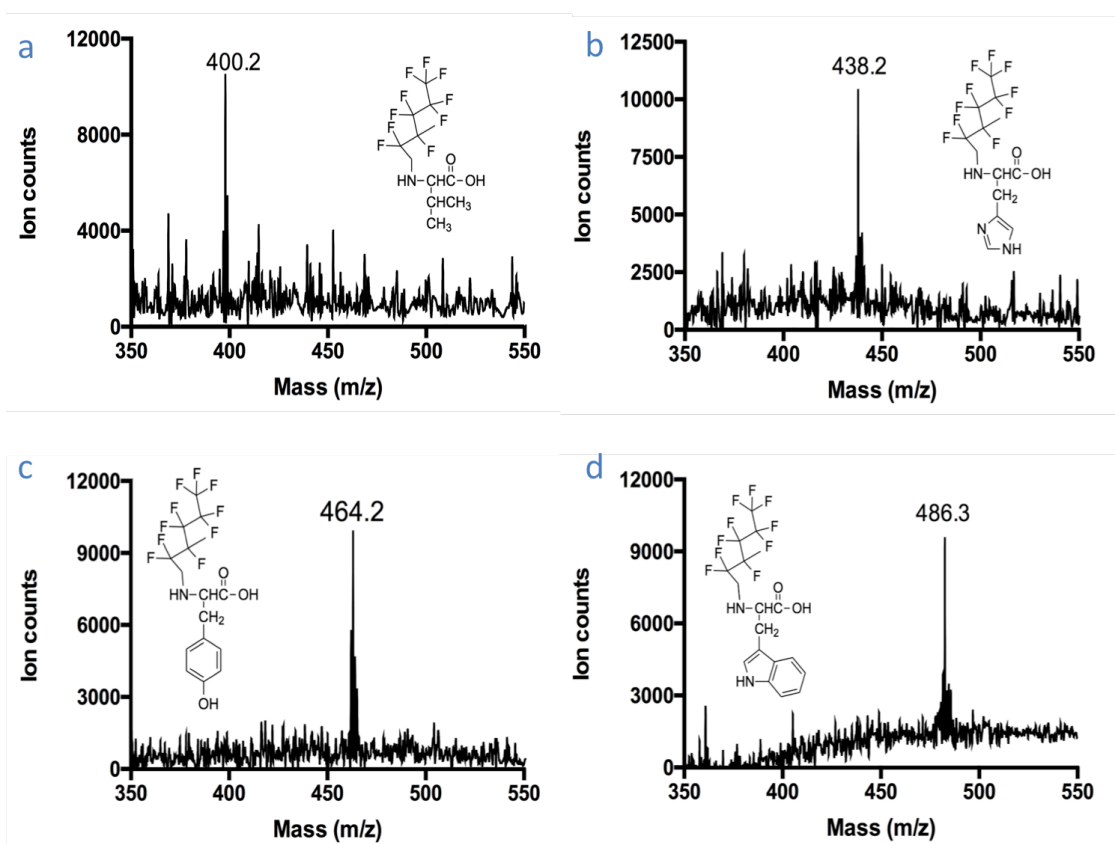 a
12000
8000
4000
0
Ion counts
350
400
450
500
550
Mass (m/z)
400.2
F
F
F
F
F
F
F
F
F
F
F
HN-CHC-OH
O
CHCH₃
CH₃
b
12500
10000
7500
5000
2500
0
Ion counts
350
400
450
500
550
Mass (m/z)
438.2
F
F
F
F
F
F
F
F
F
F
F
HN-CHC-OH
O
CH₂
N
NH
c
12000
9000
6000
3000
0
Ion counts
350
400
450
500
550
Mass (m/z)
464.2
F
F
F
F
F
F
F
F
F
F
F
HN-CHC-OH
O
CH₂
OH
d
12000
9000
6000
3000
0
Ion counts
350
400
450
500
550
Mass (m/z)
486.3
F
F
F
F
F
F
F
F
F
F
F
HN-CHC-OH
O
CH₂
HN